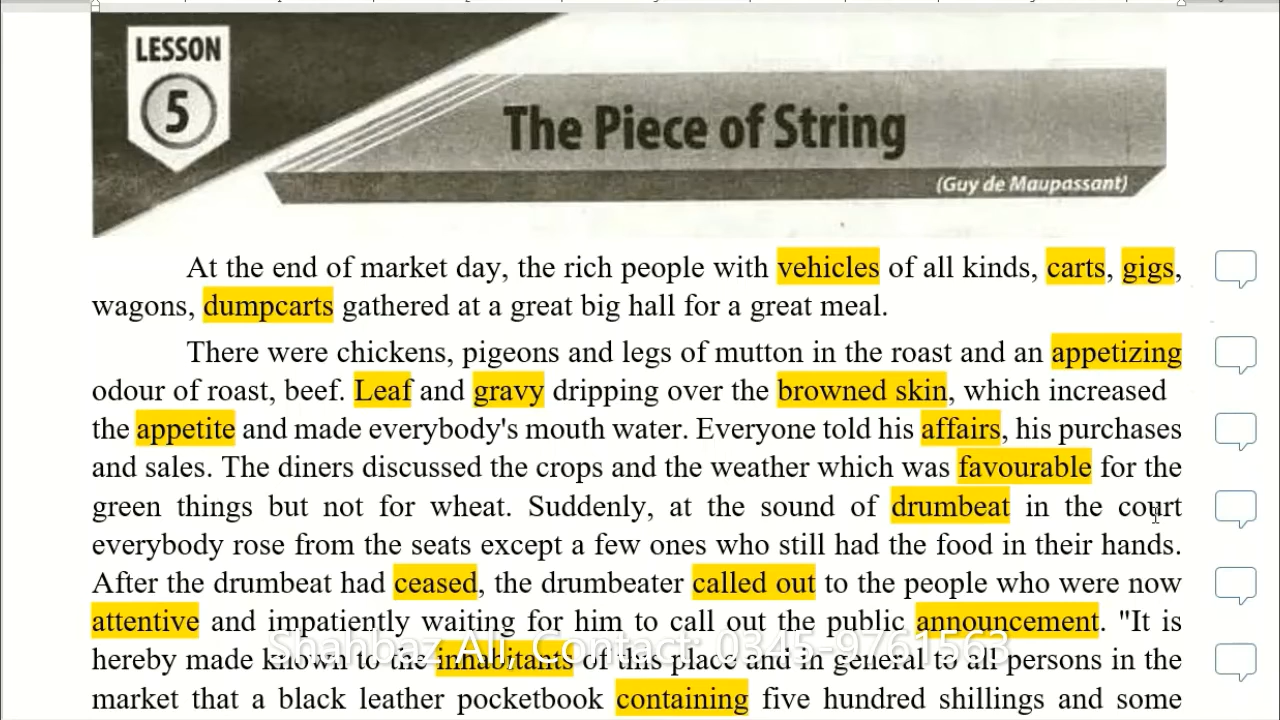 LESSON
5
The Piece of String
(Guy de Maupassant)
At the end of market day, the rich people with vehicles of all kinds, carts, gigs,
wagons, dumpcarts gathered at a great big hall for a great meal.
There were chickens, pigeons and legs of mutton in the roast and an appetizing
odour of roast, beef. Leaf and gravy dripping over the browned skin, which increased
the appetite and made everybody's mouth water. Everyone told his affairs, his purchases
and sales. The diners discussed the crops and the weather which was favourable for the
green things but not for wheat. Suddenly, at the sound of drumbeat in the court
everybody rose from the seats except a few ones who still had the food in their hands.
After the drumbeat had ceased, the drumbeater called out to the people who were now
attentive and impatiently waiting for him to call out the public announcement. "It is
Shahbaz Ali, Contact: 0345-9761563
hereby made known to the inhabitants of this place and in general to all persons in the
market that a black leather pocketbook containing five hundred shillings and some